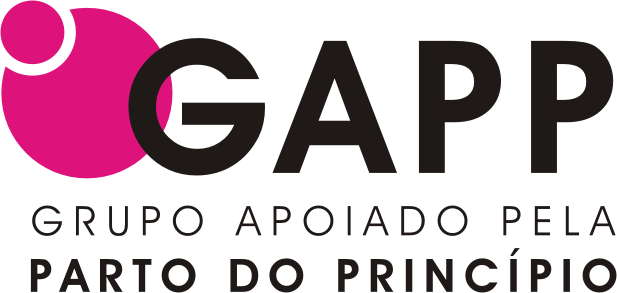 GAPP
GRUPO APOIADO PELA
PARTO DO PRINCÍPIO